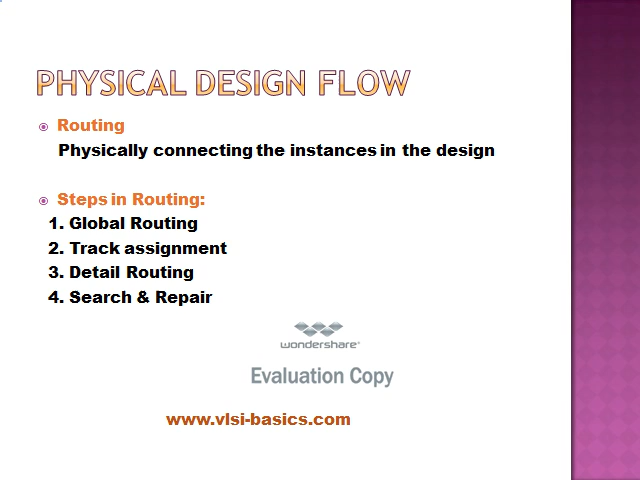 PHYSICAL DESIGN FLOW
Routing
Physically connecting the instances in the design
Steps in Routing:
1. Global Routing
2. Track assignment
3. Detail Routing
4. Search & Repair
wondershare
Evaluation Copy
www.vlsi-basics.com